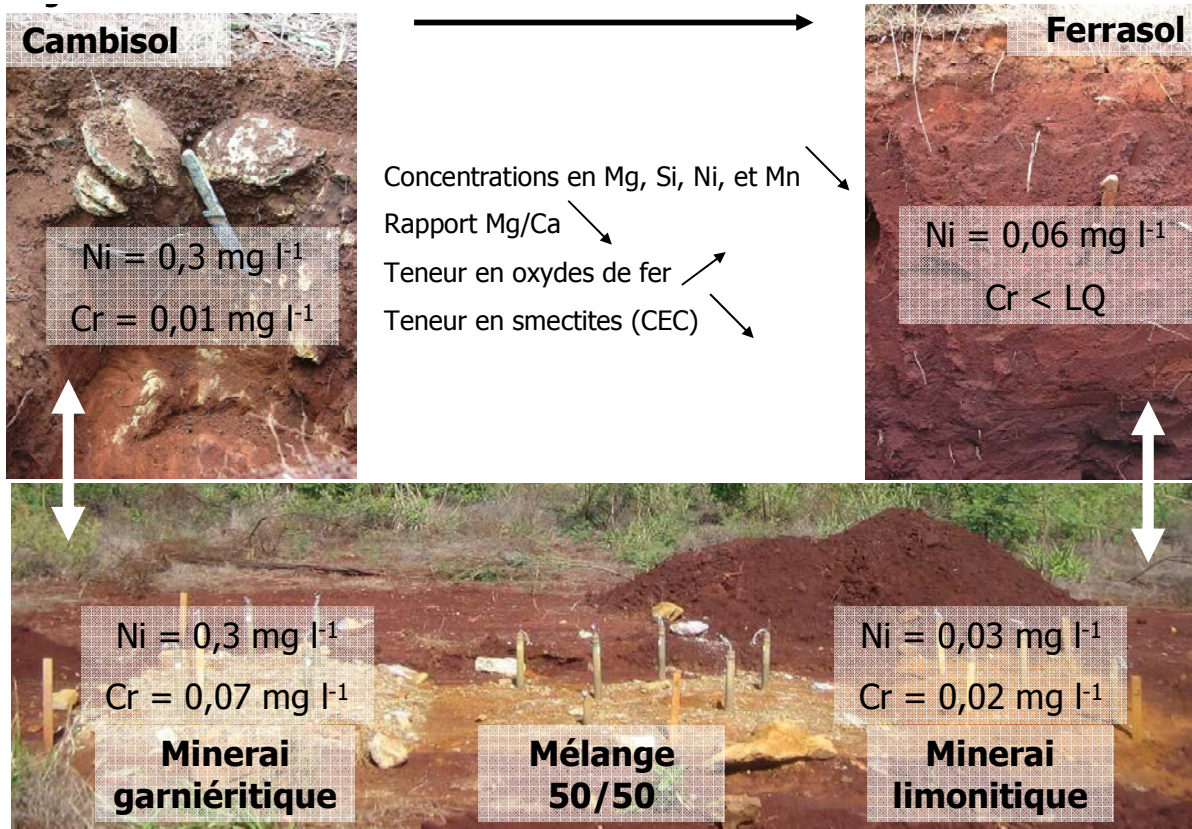 Cambisol
Ferrasol
Concentrations en Mg, Si, Ni, et Mn
Rapport Mg/Ca
Teneur en oxydes de fer
Teneur en smectites (CEC)
Ni = 0,3 mg l-1
Cr = 0,01 mg l-1
Ni = 0,06 mg l-1
Cr < LQ
Ni = 0,3 mg l-1
Cr = 0,07 mg l-1
Minerai
garniéritique
Mélange
50/50
Ni = 0,03 mg l-1
Cr = 0,02 mg l-1
Minerai
limonitique